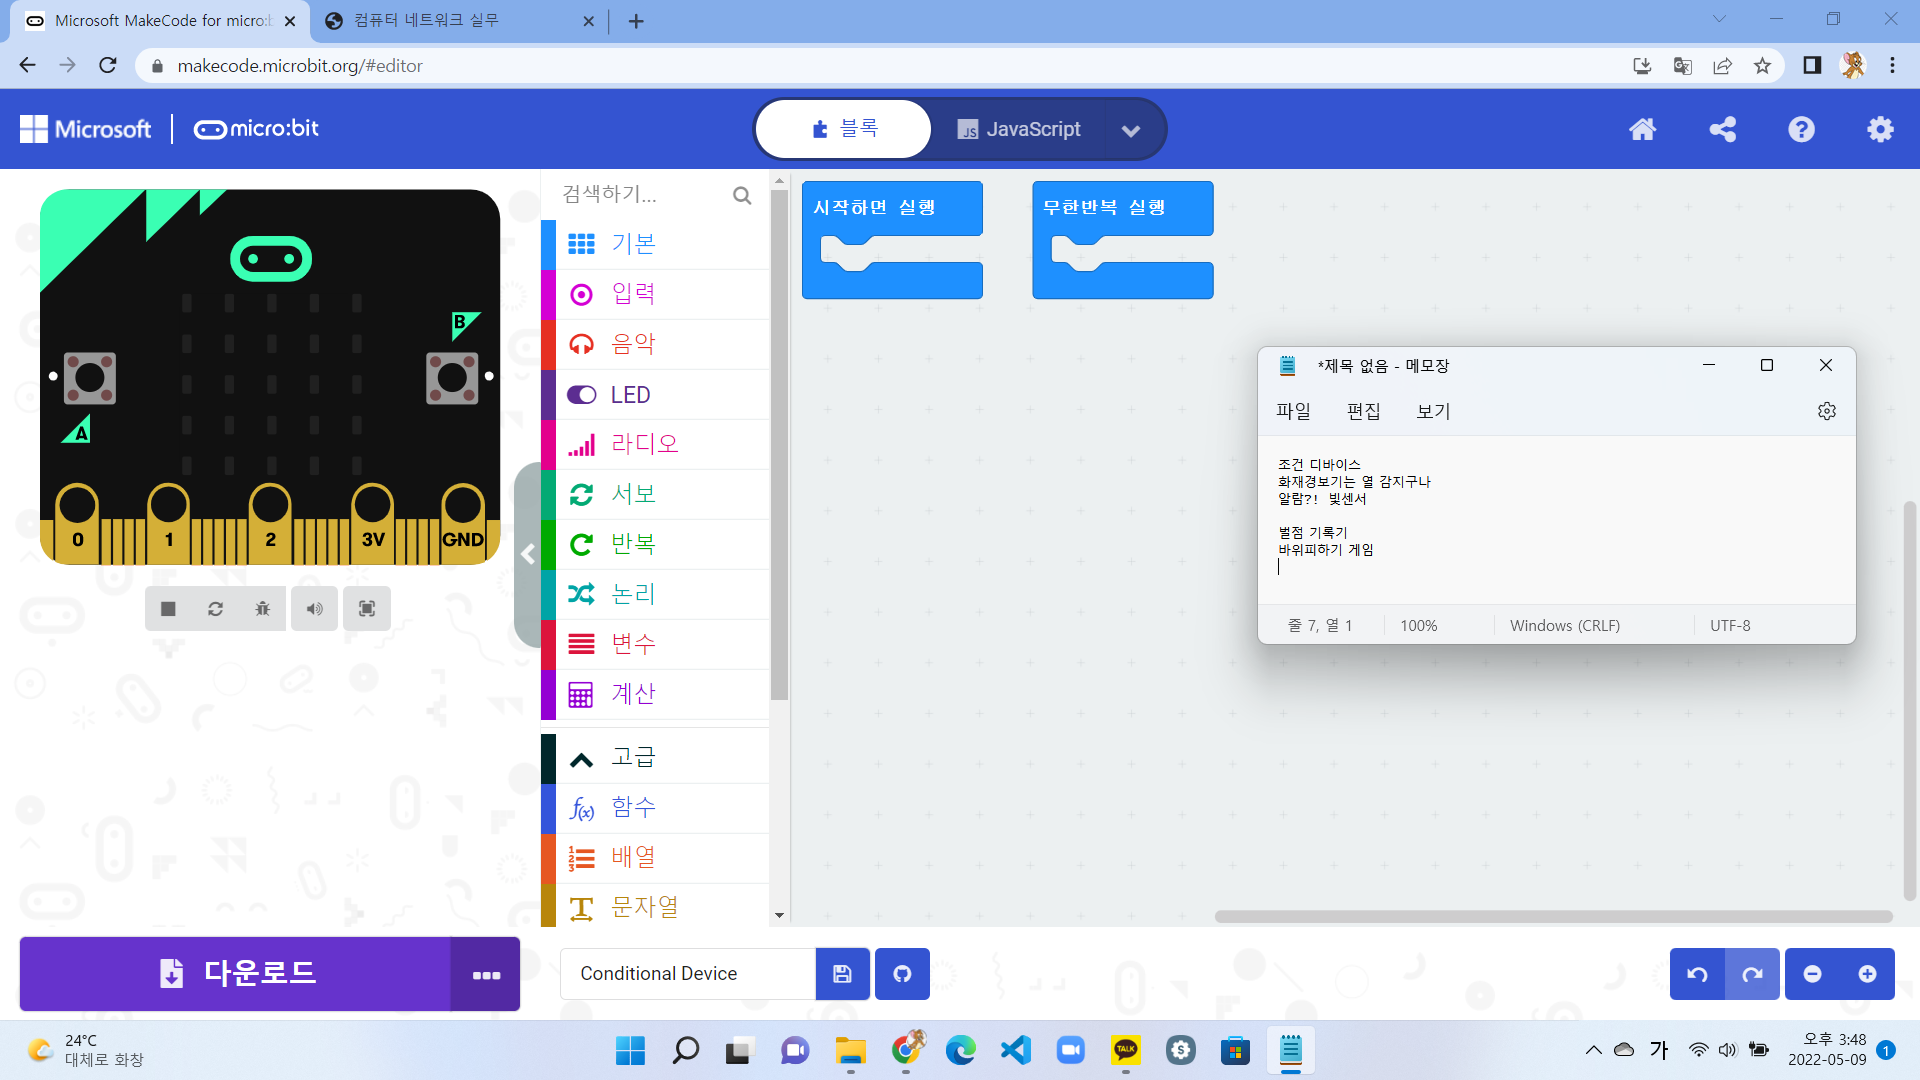 Microsoft MakeCode for micro:b
컴퓨터 네트워크 실무
makecode.microbit.org/#editor
Microsoft
micro:bit
블록
JavaScript
검색하기...
기본
입력
음악
LED
라디오
서보
반복
논리
변수
계산
고급
함수
배열
문자열
시작하면 실행
무한반복 실행
A
B
0
1
2
3V
GND
*제목 없음 - 메모장
파일
편집
보기
조건 디바이스
화재경보기는 열 감지구나
알람?! 빛센서
벌점 기록기
바위피하기 게임
줄 7, 열 1
100%
Windows (CRLF)
UTF-8
다운로드
Conditional Device
24°C
대체로 화창
TALK
가
오후 3:48
2022-05-09
1